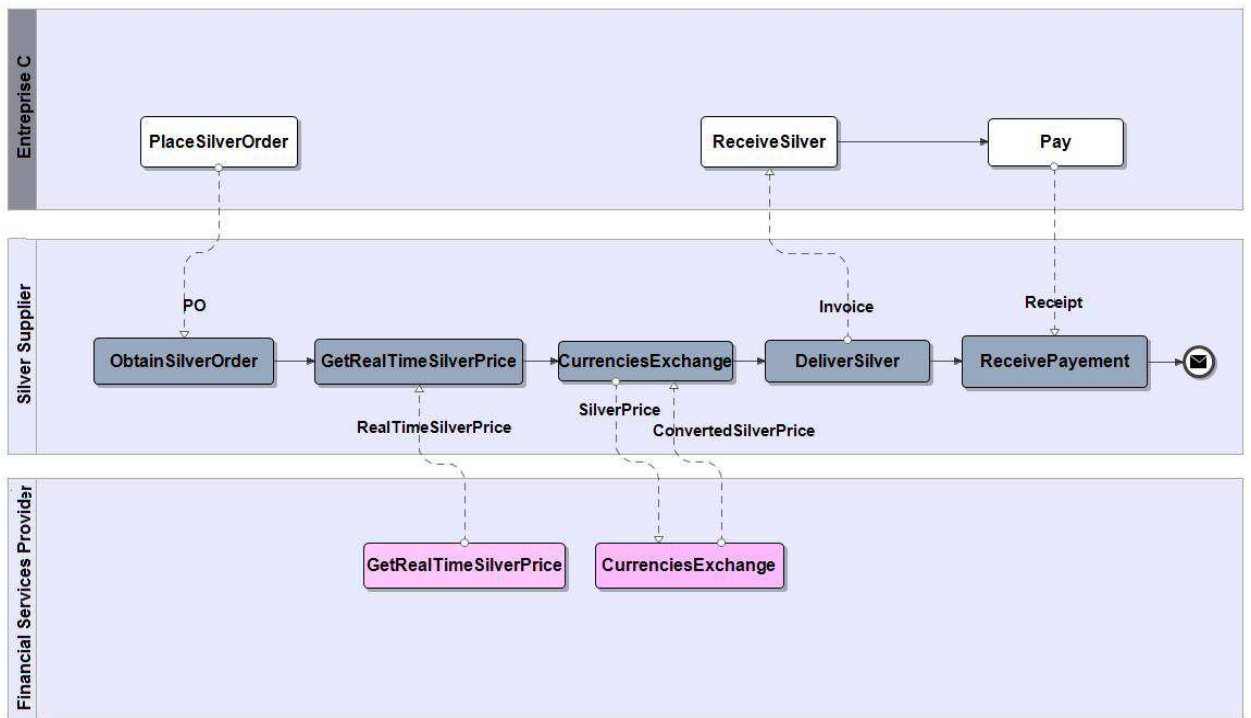 Entreprise C
PlaceSilverOrder
ReceiveSilver
Pay
Silver Supplier
PO
Invoice
Receipt
ObtainSilverOrder
GetRealTimeSilverPrice
CurrenciesExchange
DeliverSilver
ReceivePayement
SilverPrice
RealTimeSilverPrice
ConvertedSilverPrice
Financial Services Provider
GetRealTimeSilverPrice
CurrenciesExchange